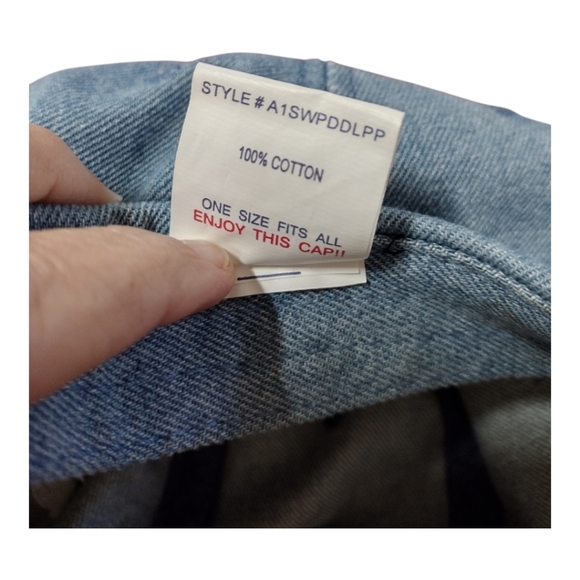 STYLE # A1SWPDDLPP
100% COTTON
ONE SIZE FITS ALL
ENJOY THIS CAP!!